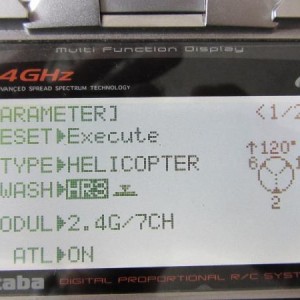 Multi Function Display
4GHz
ADVANCED SPREAD SPECTRUM TECHNOLOGY
ARAMETER] <1/2
ESET▶Execute
TYPE▶HELICOPTER
↑120°
WASH▶HR3
6 1
2
ODUL▶2.4G/7CH
ATL▶ON
taba DIGITAL PROPORTIONAL R/C SYST